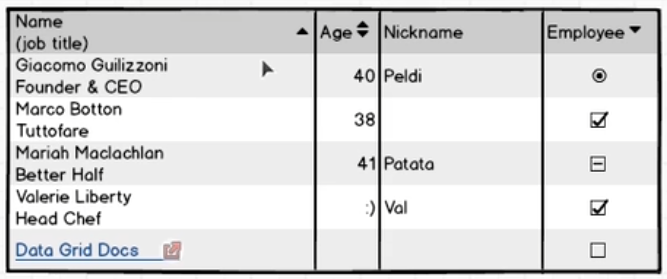 Name
(job title) Age Nickname Employee
Giacomo Guilizzoni
Founder & CEO 40 Peldi
Marco Botton
Tuttofare 38
Mariah Maclachlan
Better Half 41 Patata
Valerie Liberty
Head Chef :) Val
Data Grid Docs